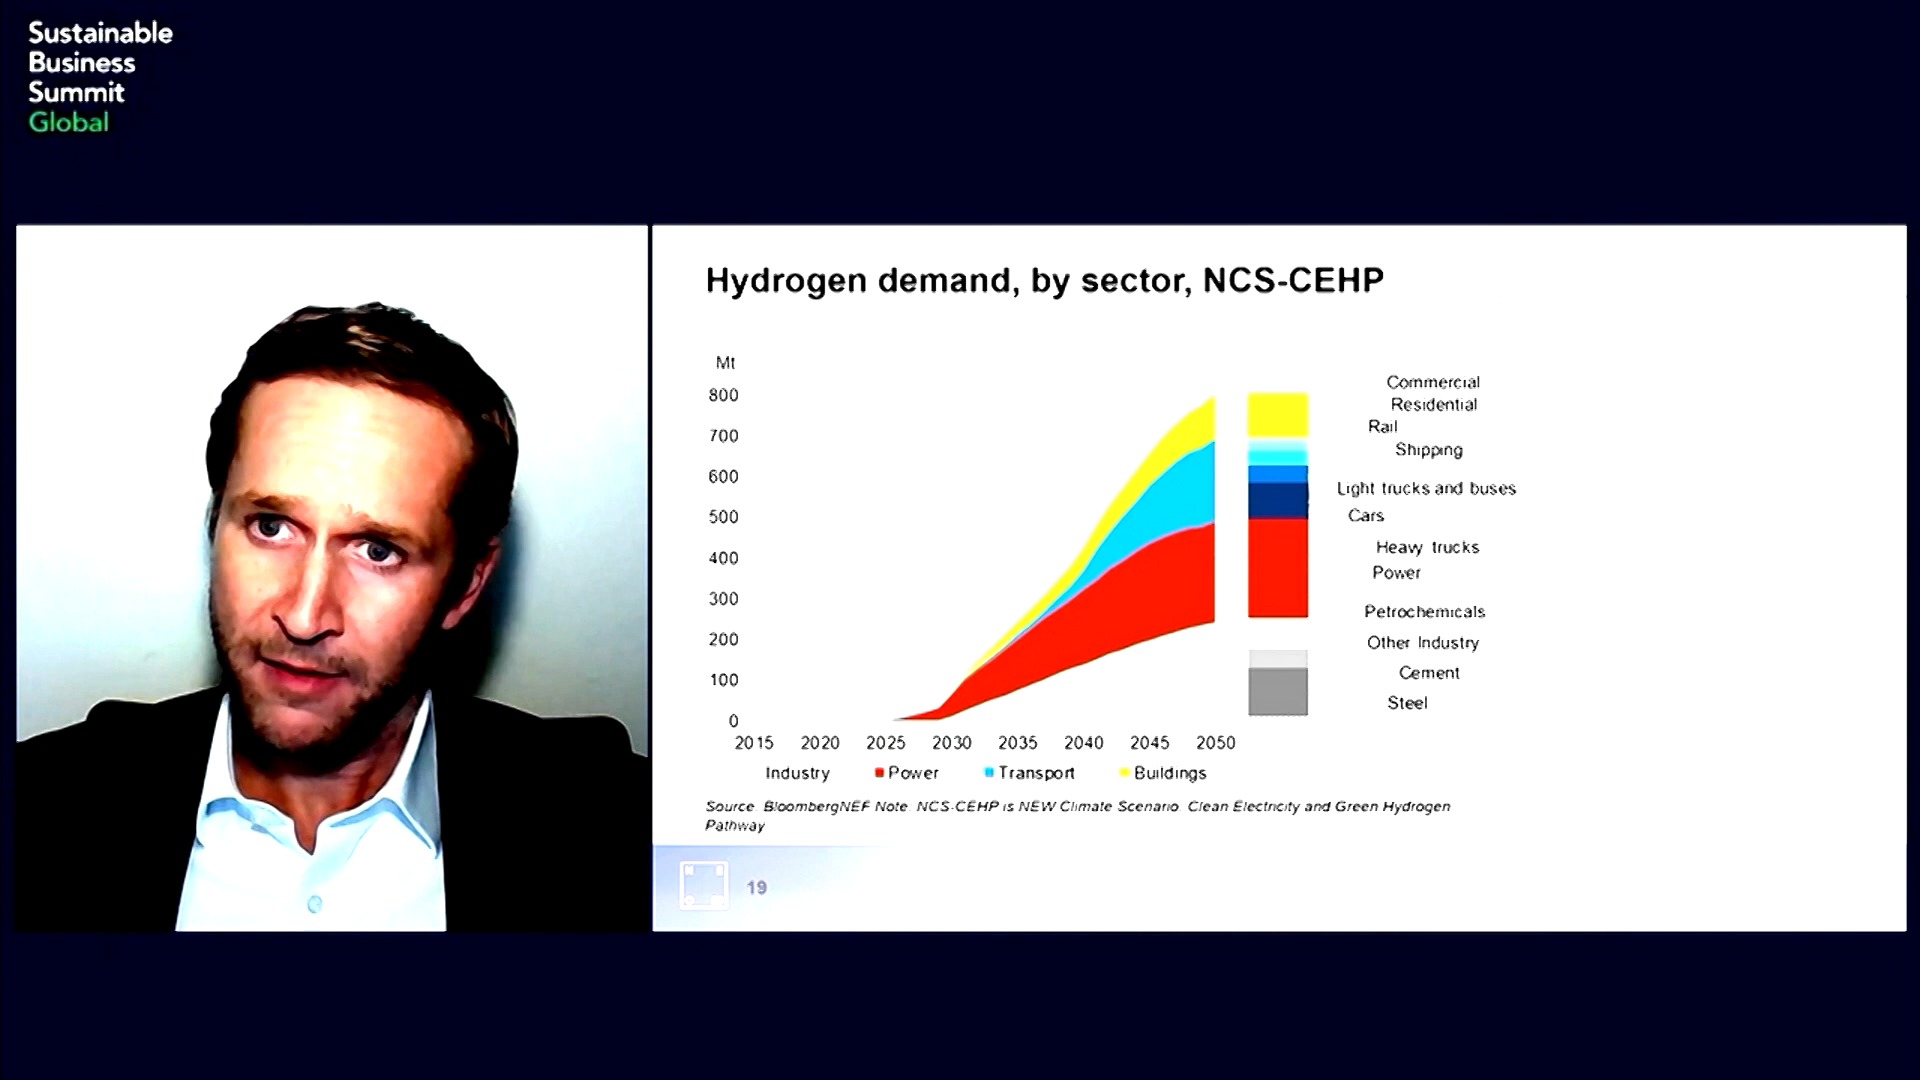 Sustainable
Business
Summit
Global
Hydrogen demand, by sector, NCS-CEHP
Mt
800
700
600
500
400
300
200
100
0
2015 2020 2025 2030 2035 2040 2045 2050
Industry Power Transport Buildings
Commercial
Residential
Rail
Shipping
Light trucks and buses
Cars
Heavy trucks
Power
Petrochemicals
Other Industry
Cement
Steel
Source BloombergNEF Note NCS-CEHP is NEW Climate Scenario Clean Electricity and Green Hydrogen
Pathway
19